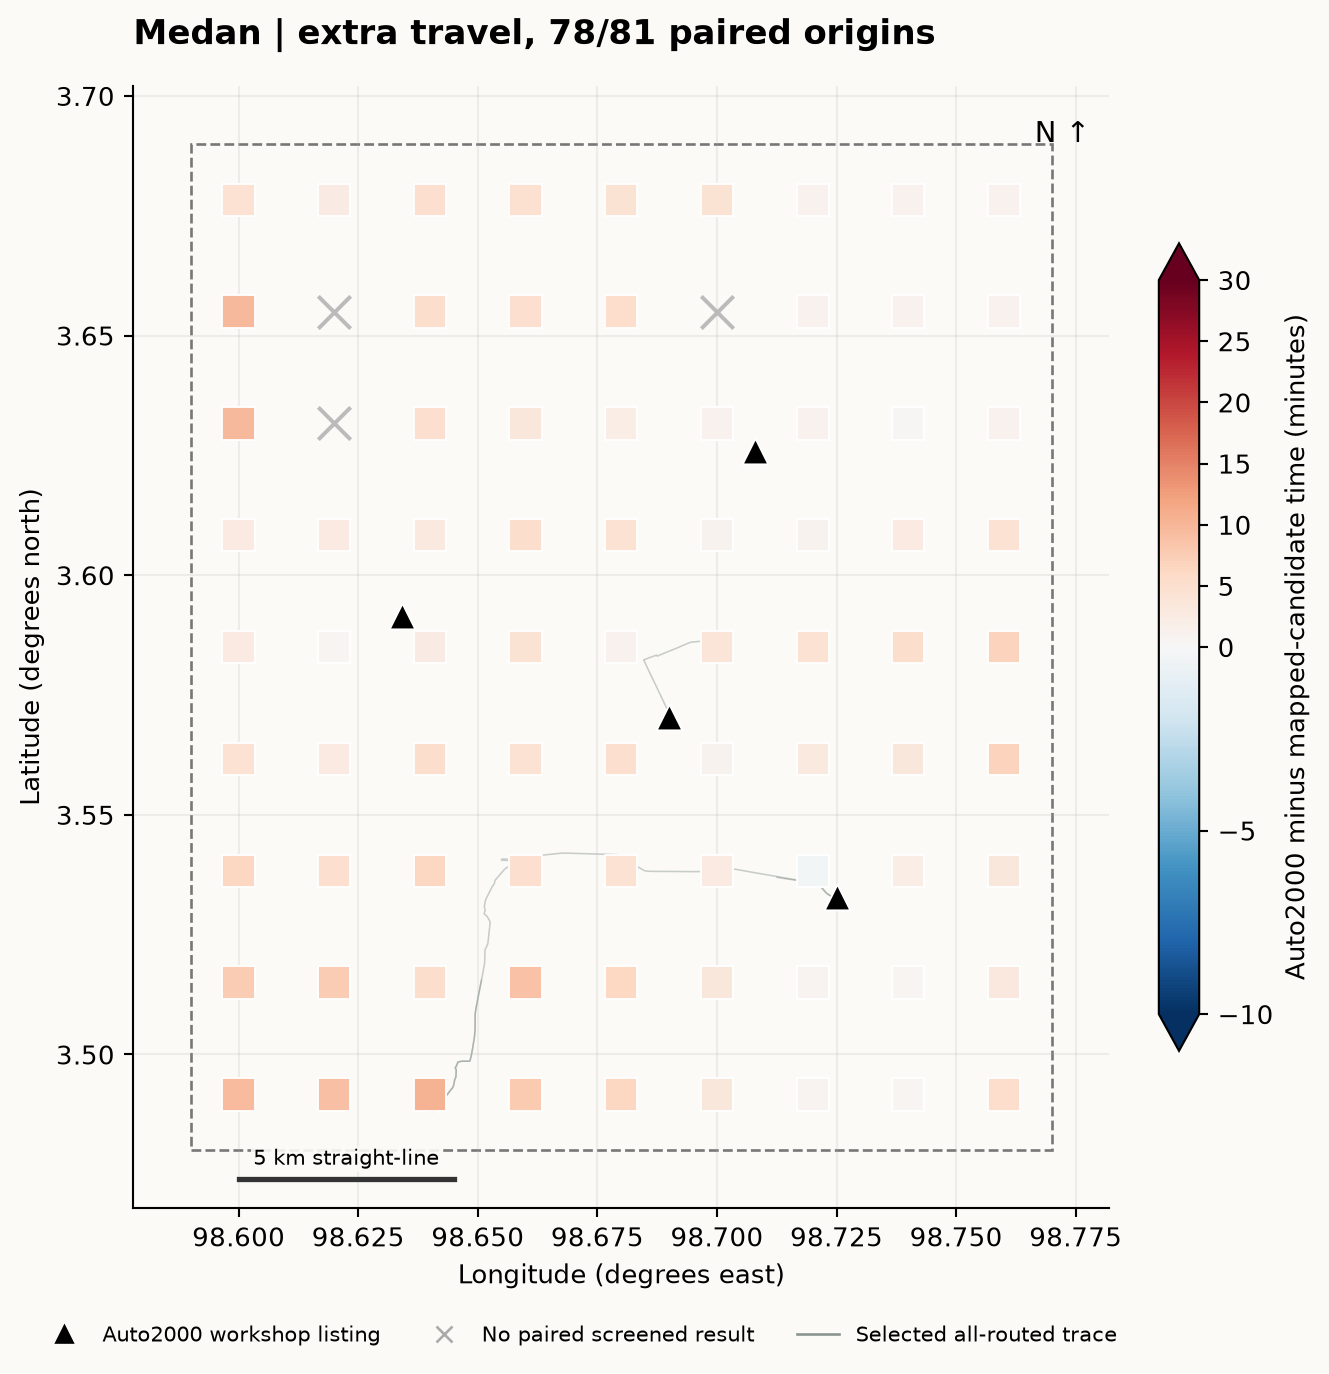 Medan | extra travel, 78/81 paired origins
N ↑
3.70
3.65
3.60
3.55
3.50
Latitude (degrees north)
5 km straight-line
98.600 98.625 98.650 98.675 98.700 98.725 98.750 98.775
Longitude (degrees east)
30
25
20
15
10
5
0
−5
−10
Auto2000 minus mapped-candidate time (minutes)
Auto2000 workshop listing
No paired screened result
Selected all-routed trace